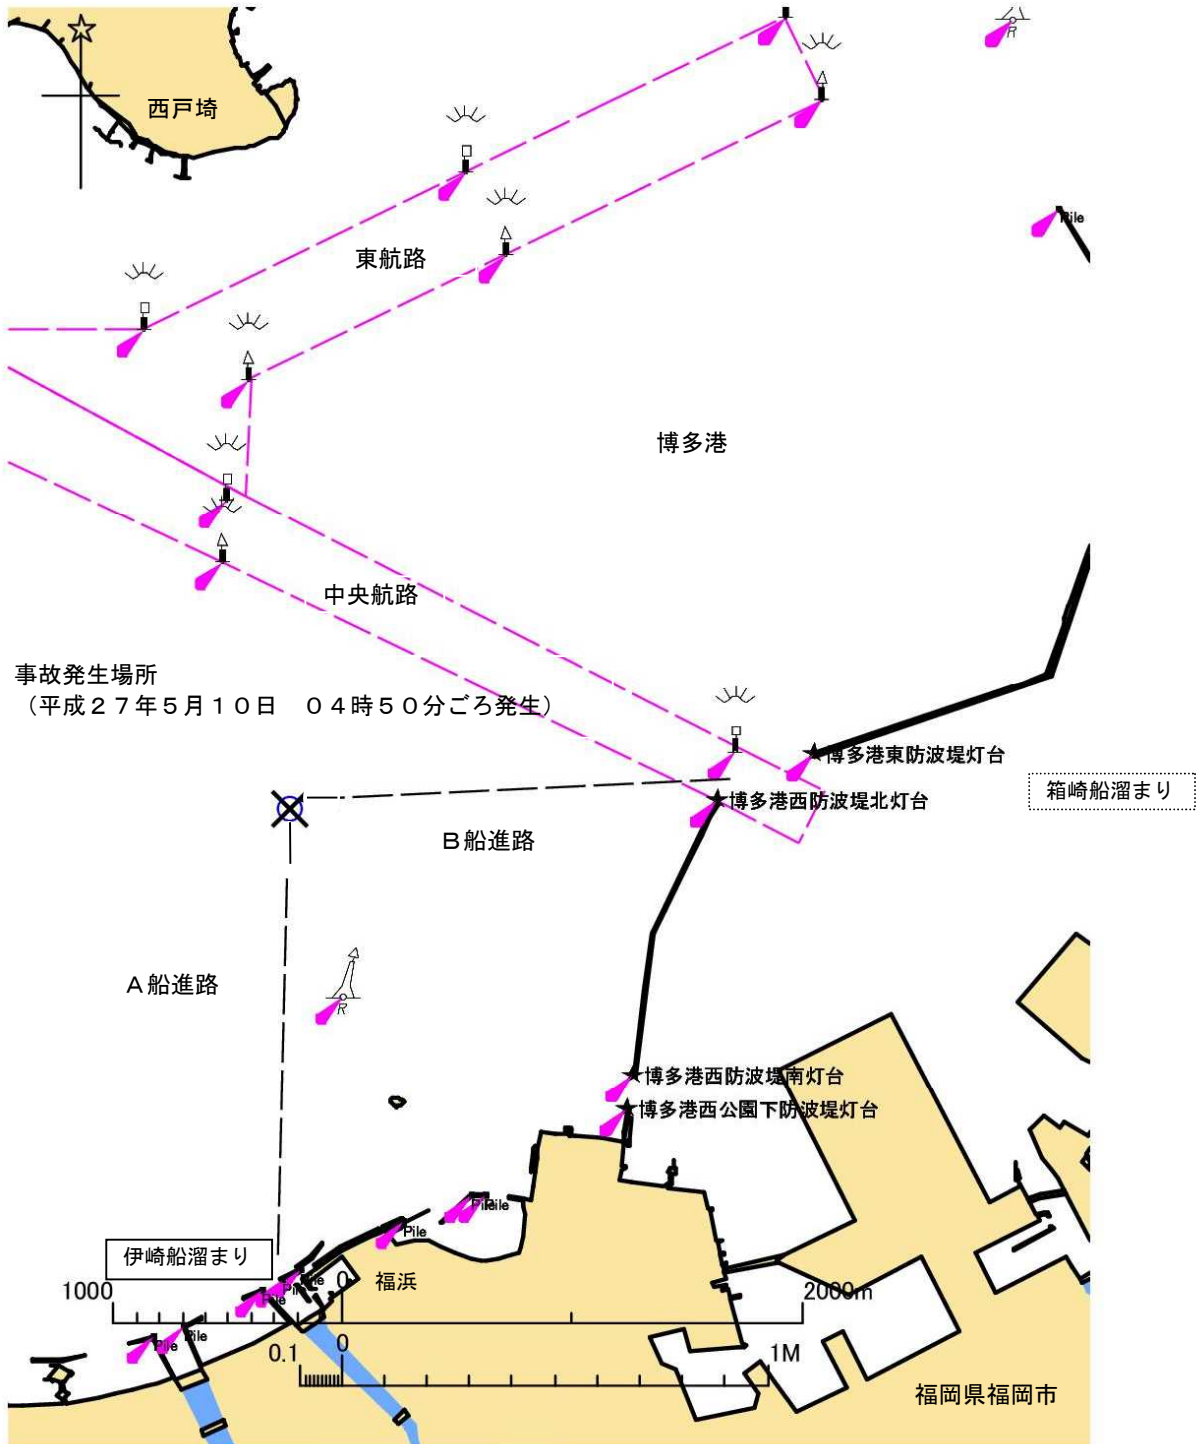 R
西戸埼
Pile
東航路
博多港
中央航路
事故発生場所
（平成２７年５月１０日　０４時５０分ごろ発生）
博多港東防波堤灯台
箱崎船溜まり
博多港西防波堤北灯台
Ｂ船進路
Ａ船進路
R
博多港西防波堤南灯台
博多港西公園下防波堤灯台
Pile
Pile
Pile
伊崎船溜まり
福浜
1000
0
2000m
Pile
Pile
Pile
Pile
Pile
0.1
0
1M
福岡県福岡市